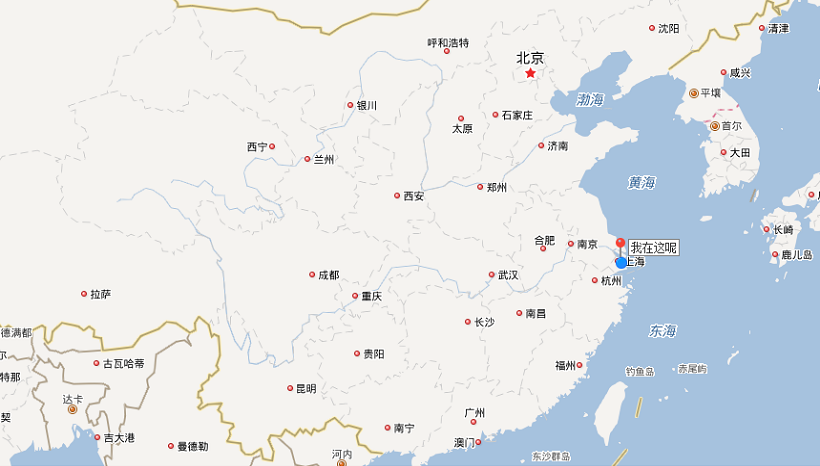 沈阳
清津
呼和浩特
北京
咸兴
平壤
渤海
银川
石家庄
太原
首尔
济南
大田
西宁
兰州
黄海
郑州
西安
长崎
合肥
南京
我在这呢
鹿儿岛
上海
成都
武汉
杭州
拉萨
重庆
南昌
长沙
东海
德满都
贵阳
古瓦哈蒂
福州
钓鱼岛
赤尾屿
特那
昆明
达卡
广州
契
吉大港
南宁
曼德勒
澳门
河内
东沙群岛